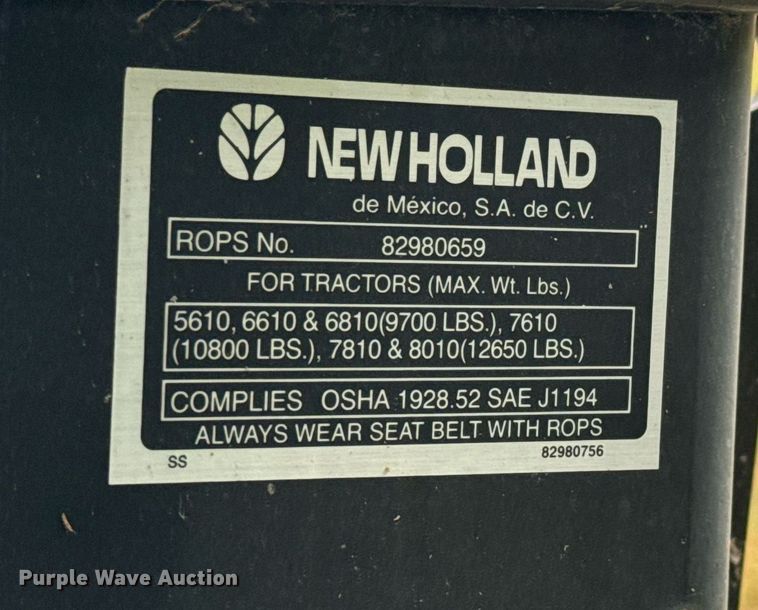 NEW HOLLAND
de México, S.A. de C.V.
ROPS No. 82980659
FOR TRACTORS (MAX. Wt. Lbs.)
5610, 6610 & 6810(9700 LBS.), 7610
(10800 LBS.), 7810 & 8010(12650 LBS.)
COMPLIES OSHA 1928.52 SAE J1194
ALWAYS WEAR SEAT BELT WITH ROPS
SS 82980756
Purple Wave Auction